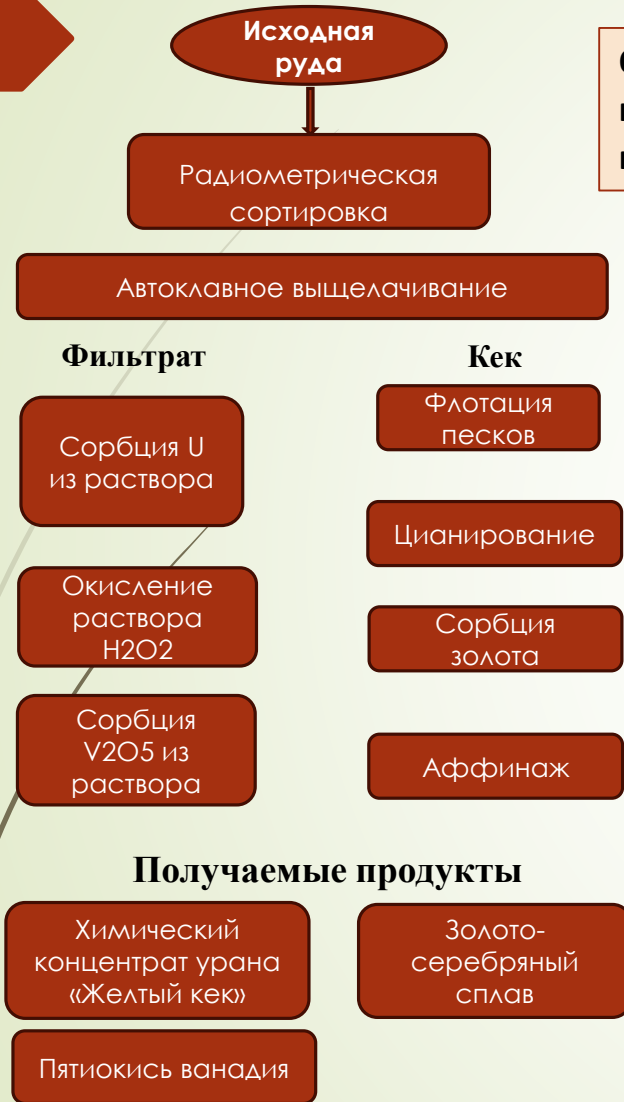 Исходная
руда
Радиометрическая
сортировка
Автоклавное выщелачивание
Фильтрат
Кек
Сорбция U
из раствора
Окисление
раствора
H2O2
Сорбция
V2O5 из
раствора
Флотация
песков
Цианирование
Сорбция
золота
Аффинаж
Получаемые продукты
Химический
концентрат урана
«Желтый кек»
Золото-
серебряный
сплав
Пятиокись ванадия